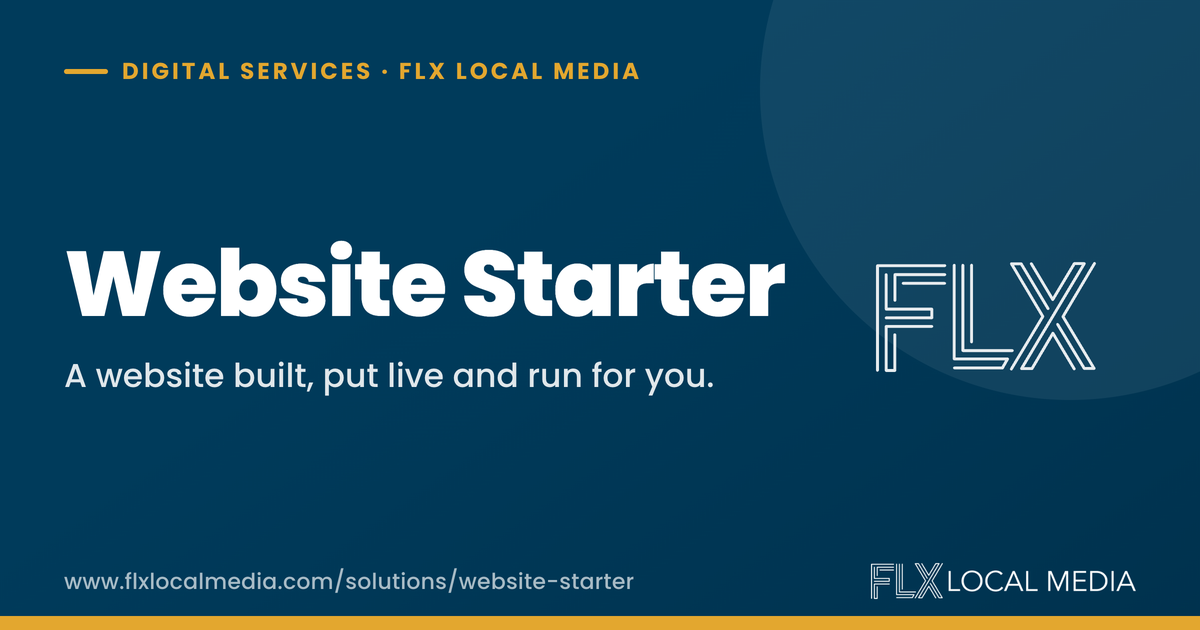 DIGITAL SERVICES · FLX LOCAL MEDIA
Website Starter
A website built, put live and run for you.
FLX
www.flxlocalmedia.com/solutions/website-starter
FLX LOCAL MEDIA